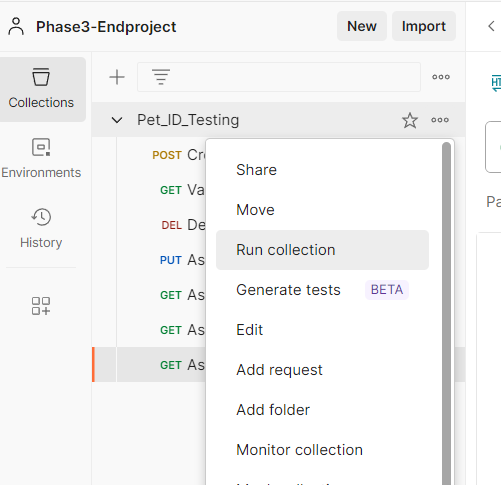 Phase3-Endproject
New
Import
Collections
Environments
History
Pet_ID_Testing
POST Cr
GET Va
DEL De
PUT As
GET As
GET As
GET As
Share
Move
Run collection
Generate tests BETA
Edit
Add request
Add folder
Monitor collection
Pa